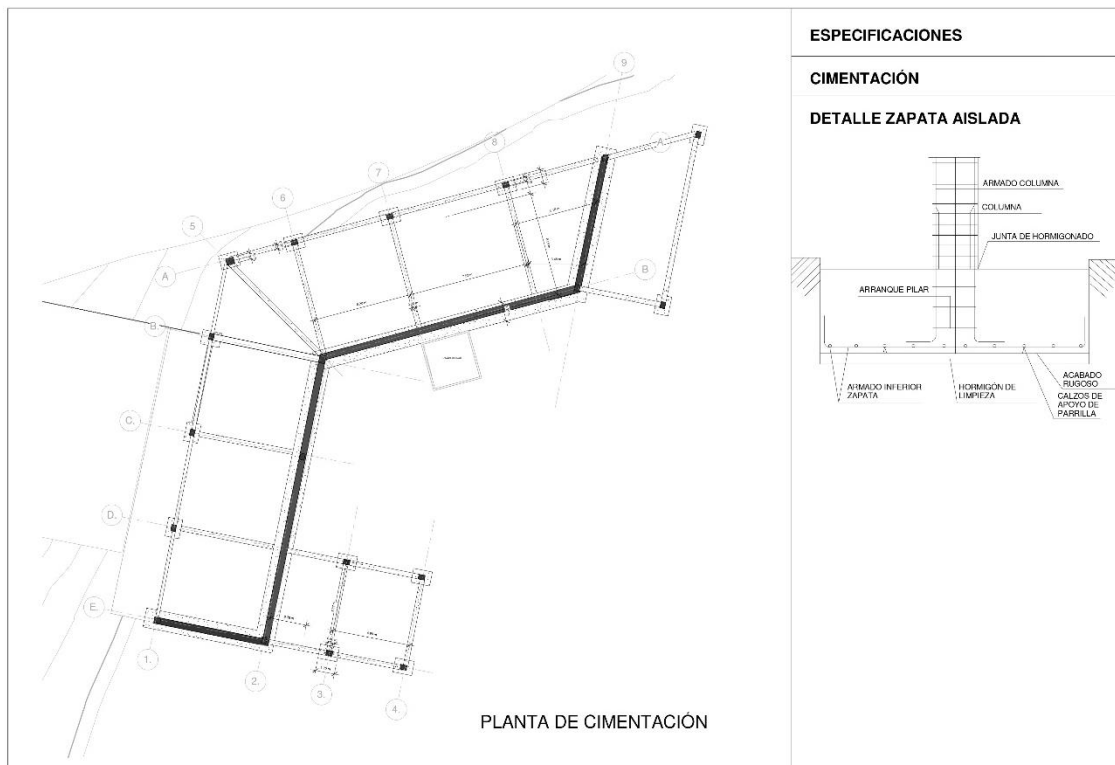 ESPECIFICACIONES
CIMENTACIÓN
DETALLE ZAPATA AISLADA
ARMADO COLUMNA
COLUMNA
JUNTA DE HORMIGONADO
ARRANQUE PILAR
ARMADO INFERIOR
ZAPATA
HORMIGÓN DE
LIMPIEZA
ACABADO
RUGOSO
CALZOS DE
APOYO DE
PARRILLA
9
8
7
6
5
A
A
B
B.
C.
D.
E.
1.
2.
3.
4.
PLANTA DE CIMENTACIÓN